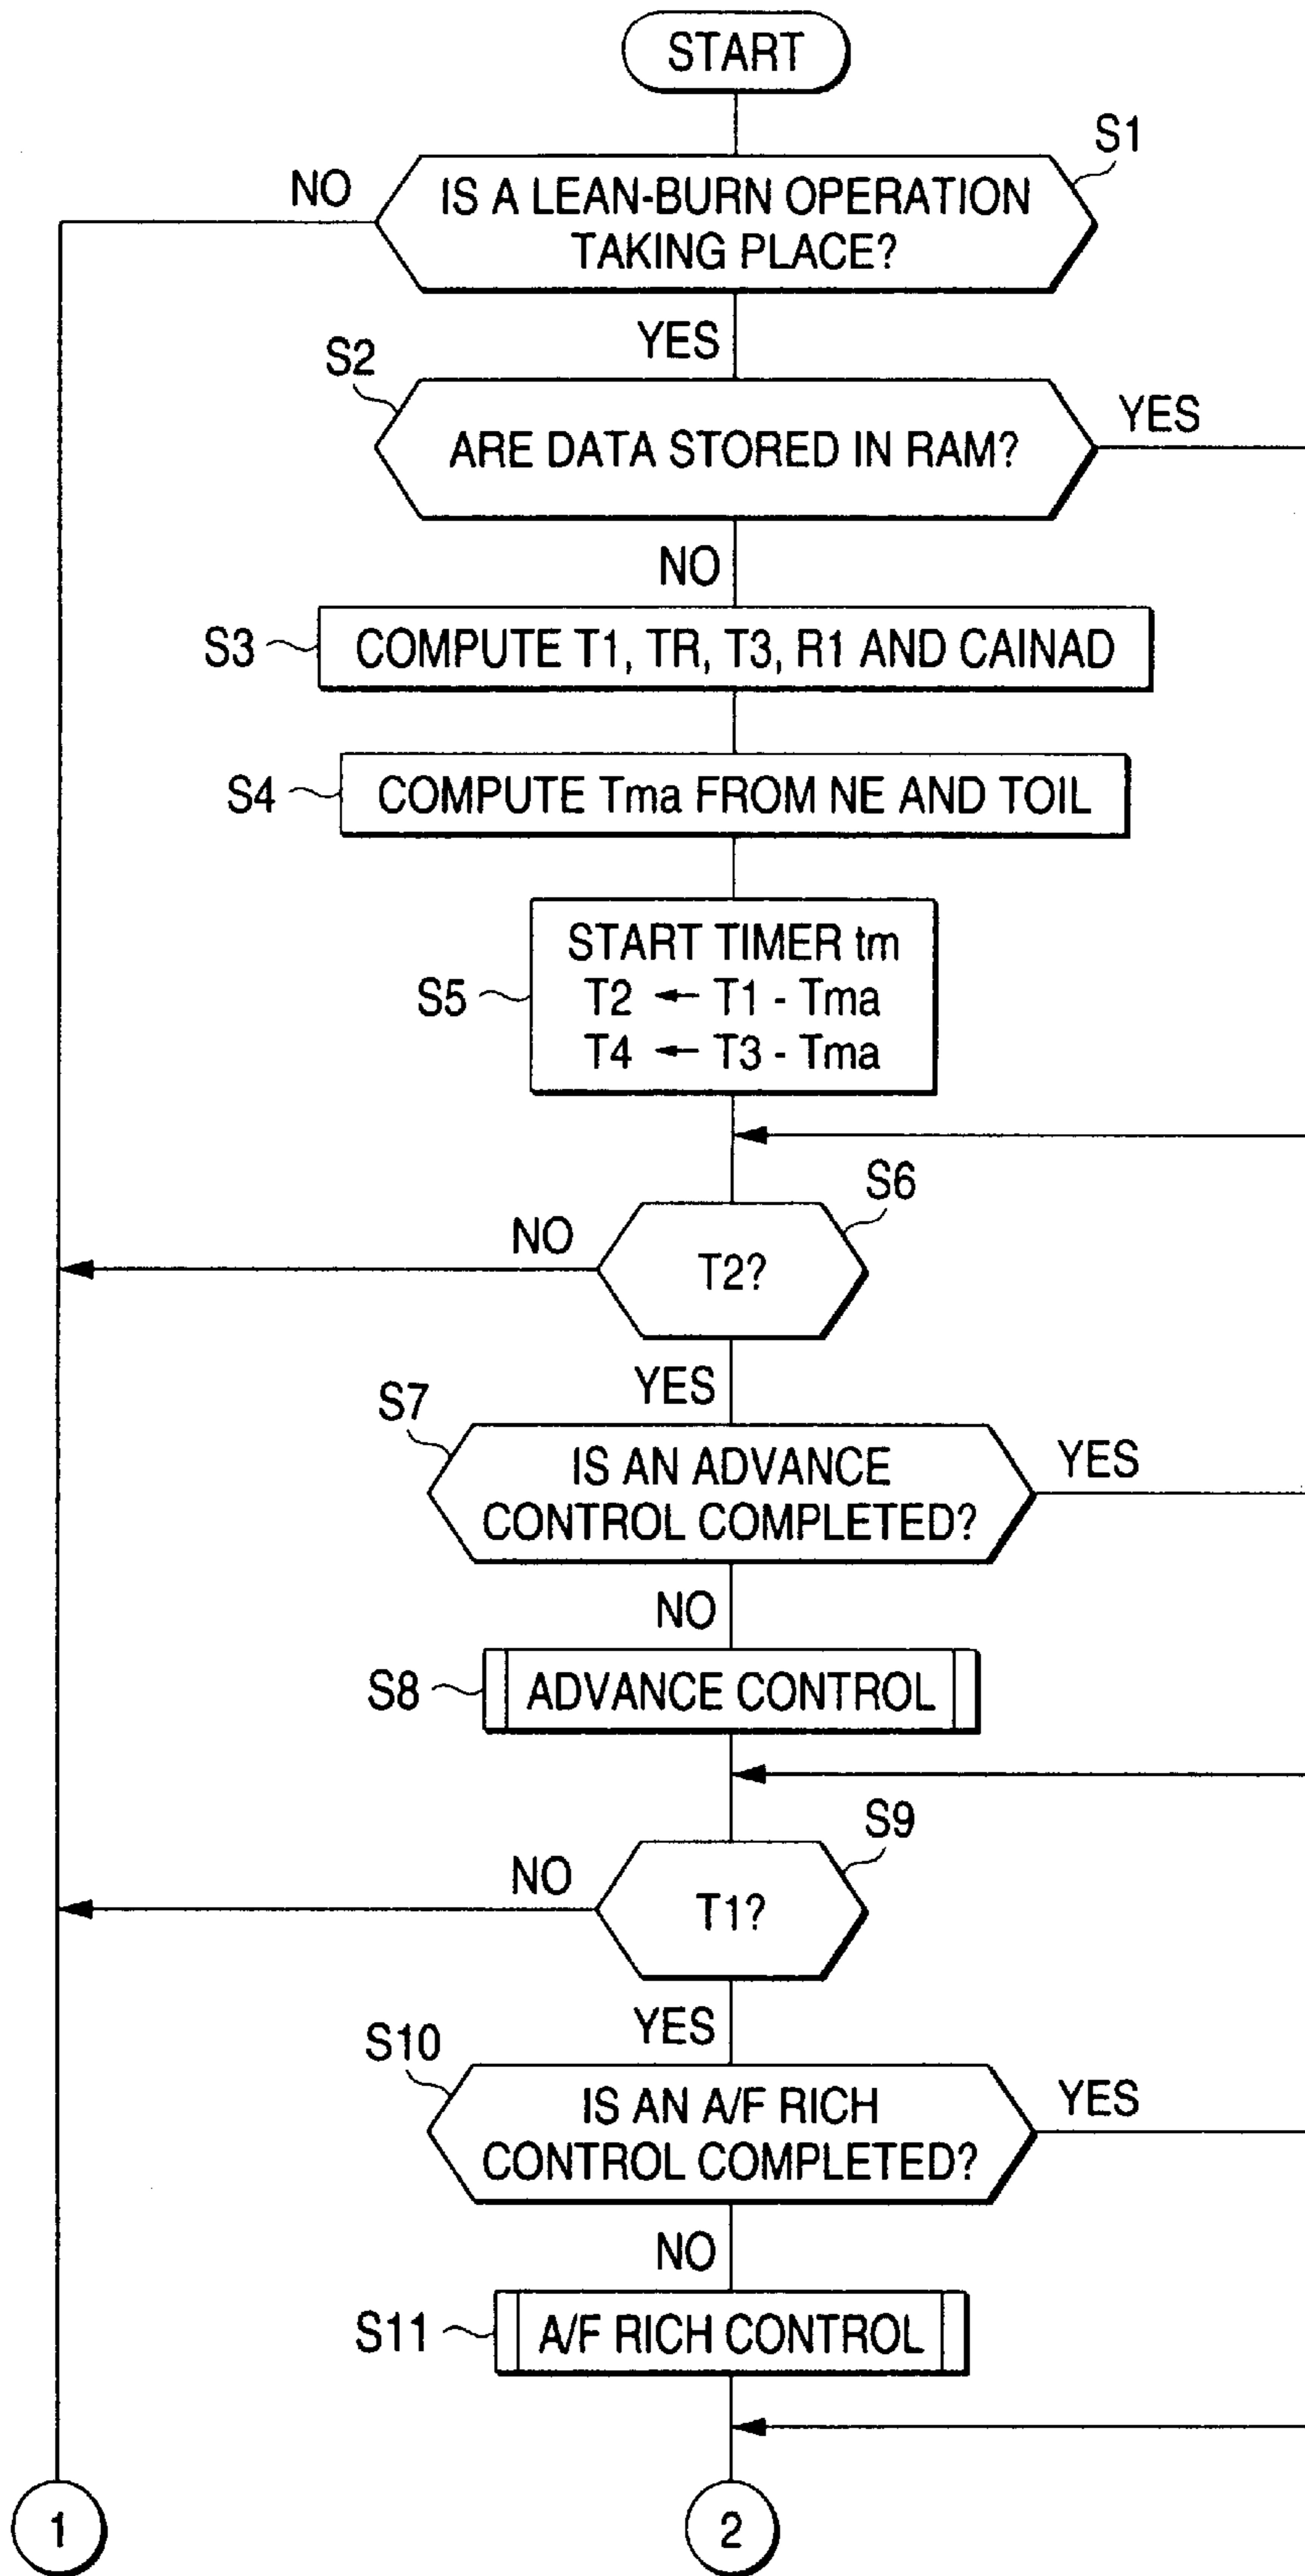 START
S1
NO
IS A LEAN-BURN OPERATION
TAKING PLACE?
YES
S2
YES
ARE DATA STORED IN RAM?
NO
S3
COMPUTE T1, TR, T3, R1 AND CAINAD
S4
COMPUTE Tma FROM NE AND TOIL
START TIMER tm
S5
T2 ← T1 - Tma
T4 ← T3 - Tma
S6
NO
T2?
YES
S7
YES
IS AN ADVANCE
CONTROL COMPLETED?
NO
S8
ADVANCE CONTROL
S9
NO
T1?
YES
S10
YES
IS AN A/F RICH
CONTROL COMPLETED?
NO
S11
A/F RICH CONTROL
1
2